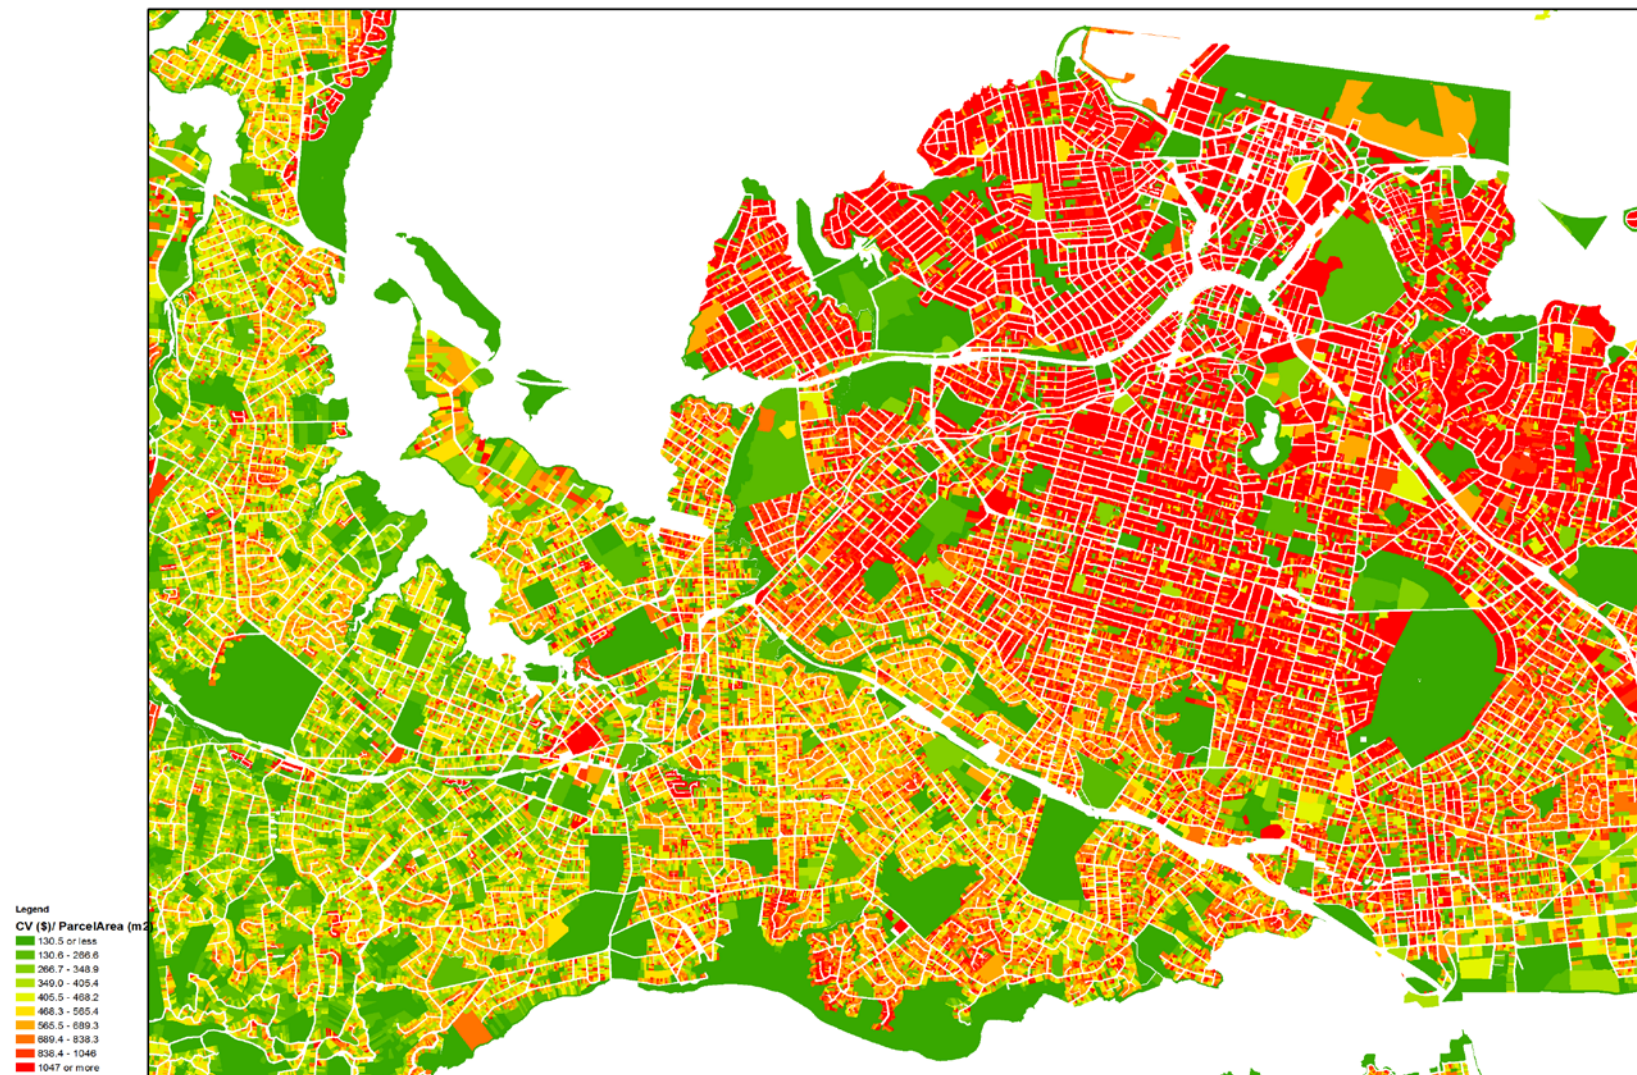 Legend
CV ($)/ ParcelArea (m2)
130.5 or less
130.6 - 266.6
266.7 - 348.9
349.0 - 405.4
405.5 - 468.2
468.3 - 565.4
565.5 - 689.3
689.4 - 838.3
838.4 - 1046
1047 or more